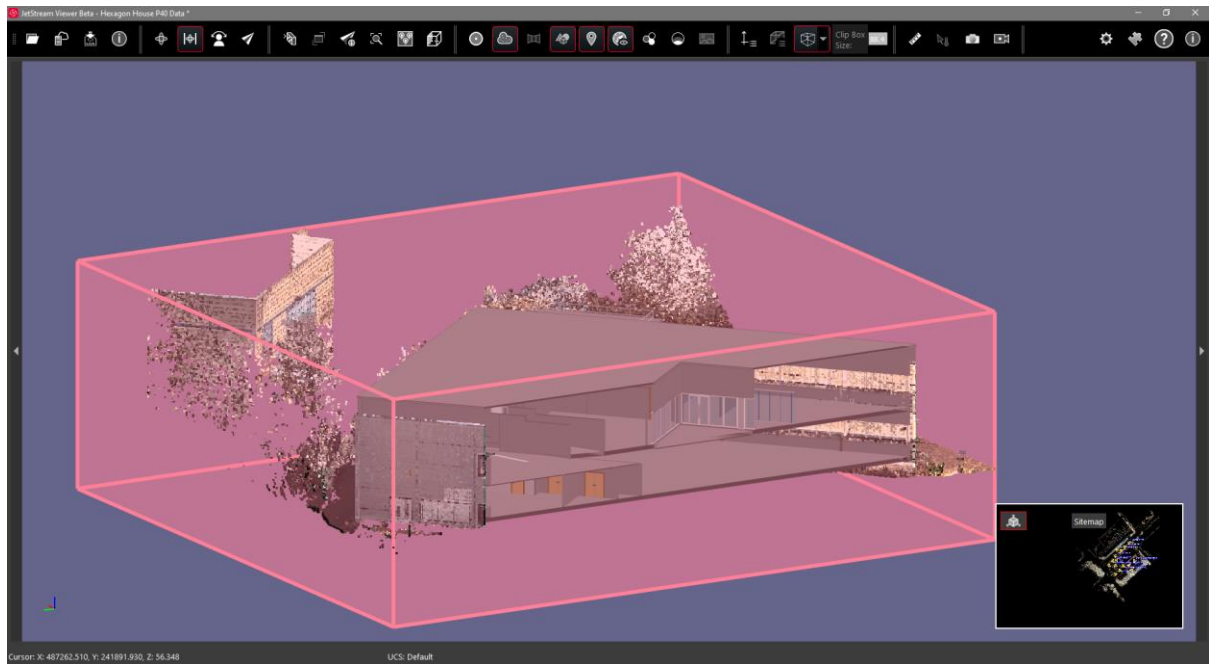 JetStream Viewer Beta - Hexagon House P40 Data *
Clip Box
Size:
Sitemap
Cursor: X: 487262.510, Y: 241891.930, Z: 56.348
UCS: Default